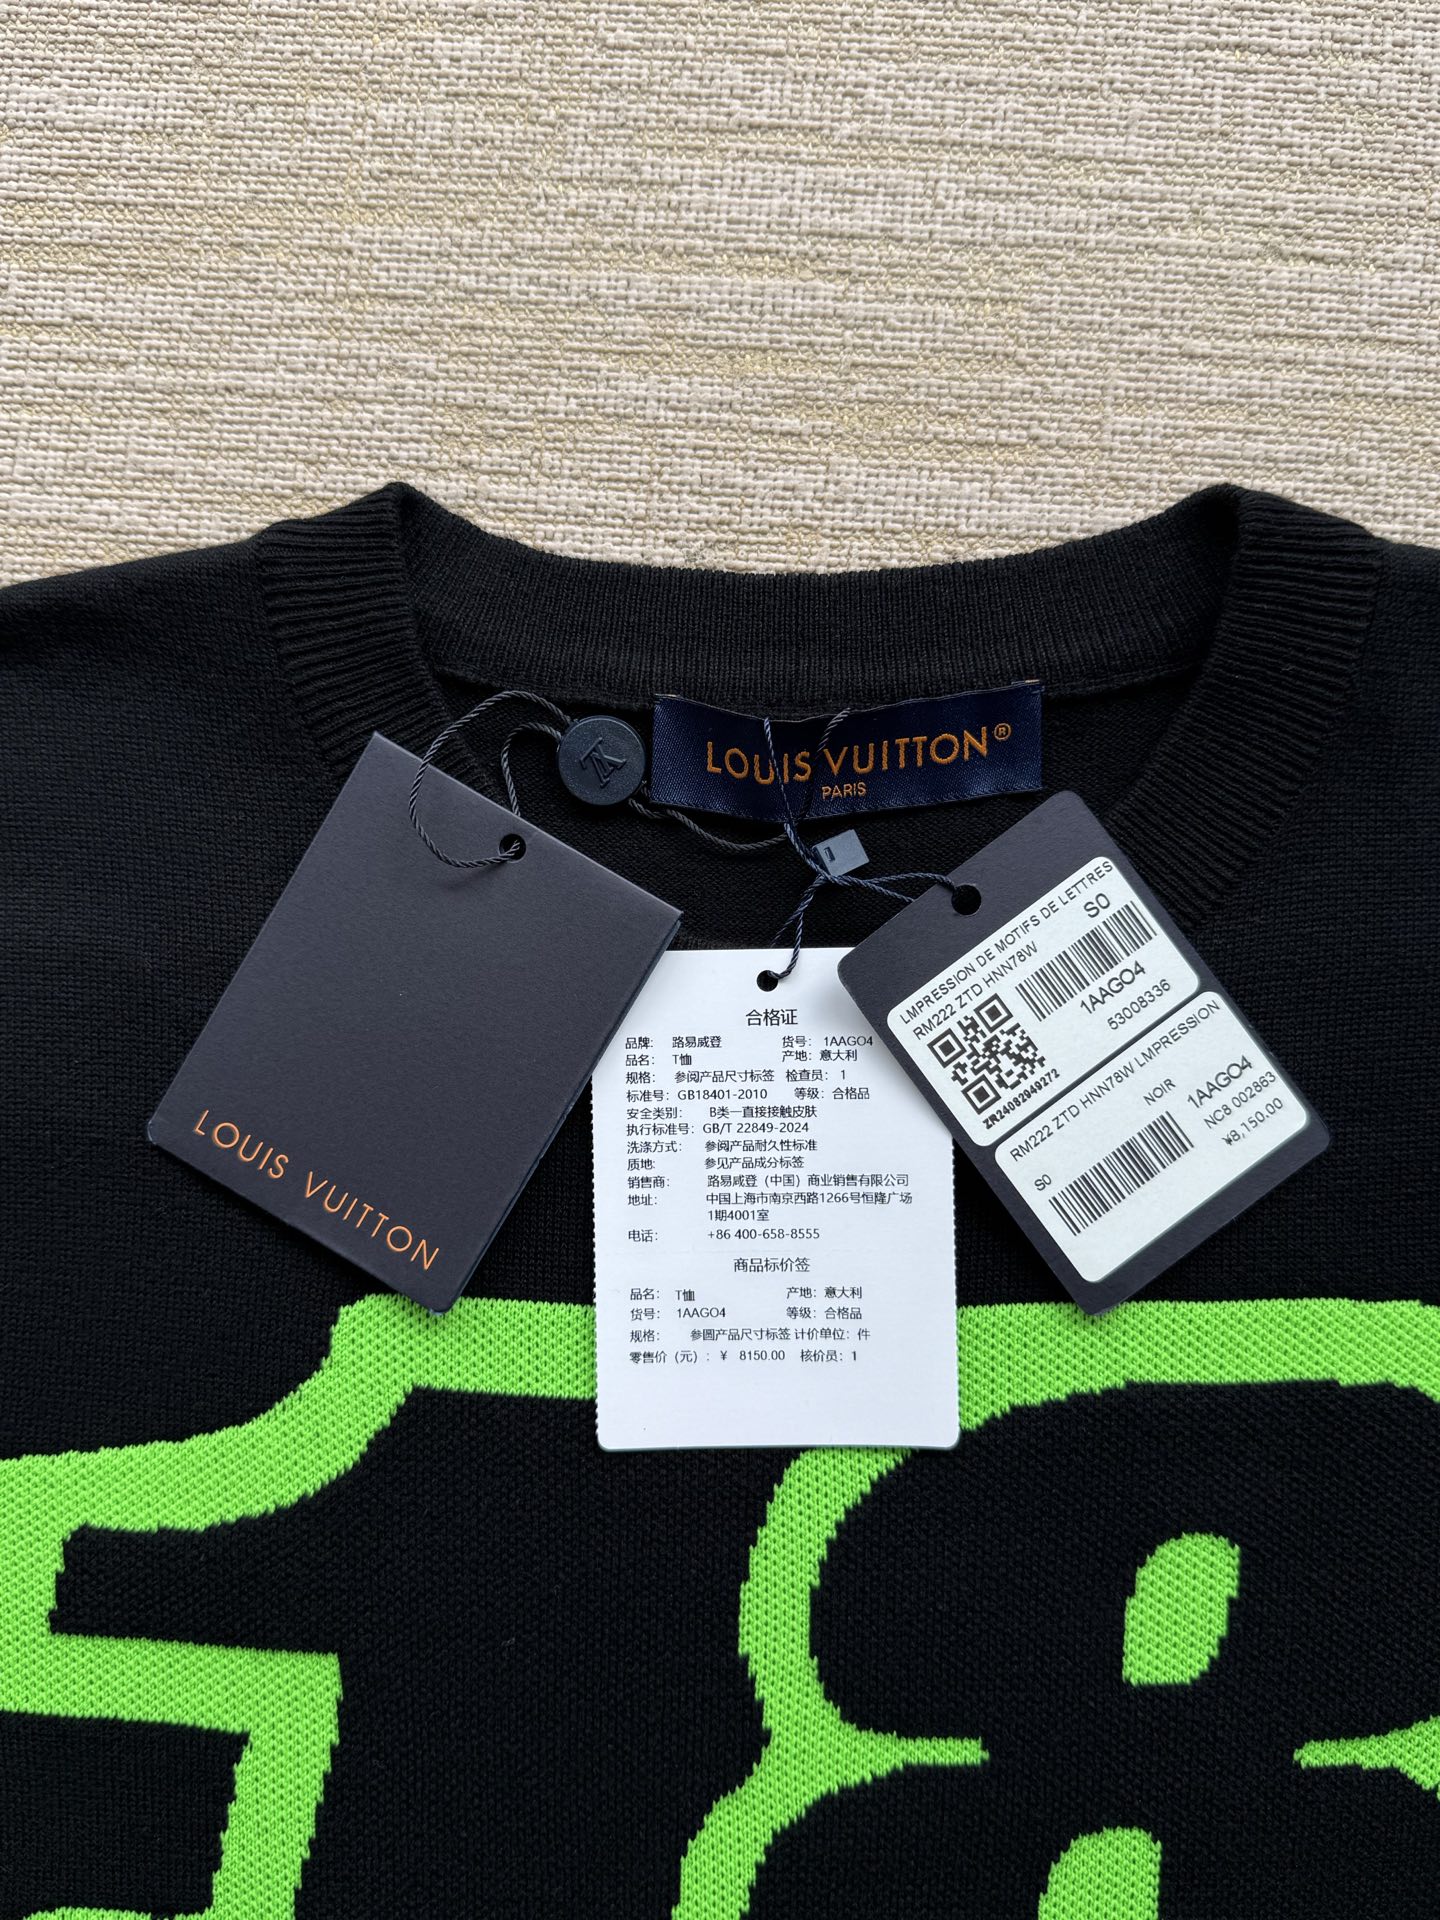 LOUIS VUITTON®
PARIS
LOUIS VUITTON
合格证
品牌: 路易威登 货号: 1AAGO4
品名: T恤 产地: 意大利
规格: 参阅产品尺寸标签 检查员: 1
标准号: GB18401-2010 等级: 合格品
安全类别: B类一直接接触皮肤
执行标准号: GB/T 22849-2024
洗涤方式: 参阅产品耐久性标准
质地: 参见产品成分标签
销售商: 路易威登（中国）商业销售有限公司
地址: 中国上海市南京西路1266号恒隆广场
1期4001室
电话: +86 400-658-8555
商品标价签
品名: T恤 产地: 意大利
货号: 1AAGO4 等级: 合格品
规格: 参圆产品尺寸标签 计价单位: 件
零售价（元）: ¥ 8150.00 核价员: 1
LMPRESSION DE MOTIFS DE LETTRES
RM222 ZTD HNN78W
S0
1AAGO4
53008336
ZR24082949272
RM222 ZTD HNN78W LMPRESSION
NOIR
S0
1AAGO4
NC8 002863
¥8,150.00